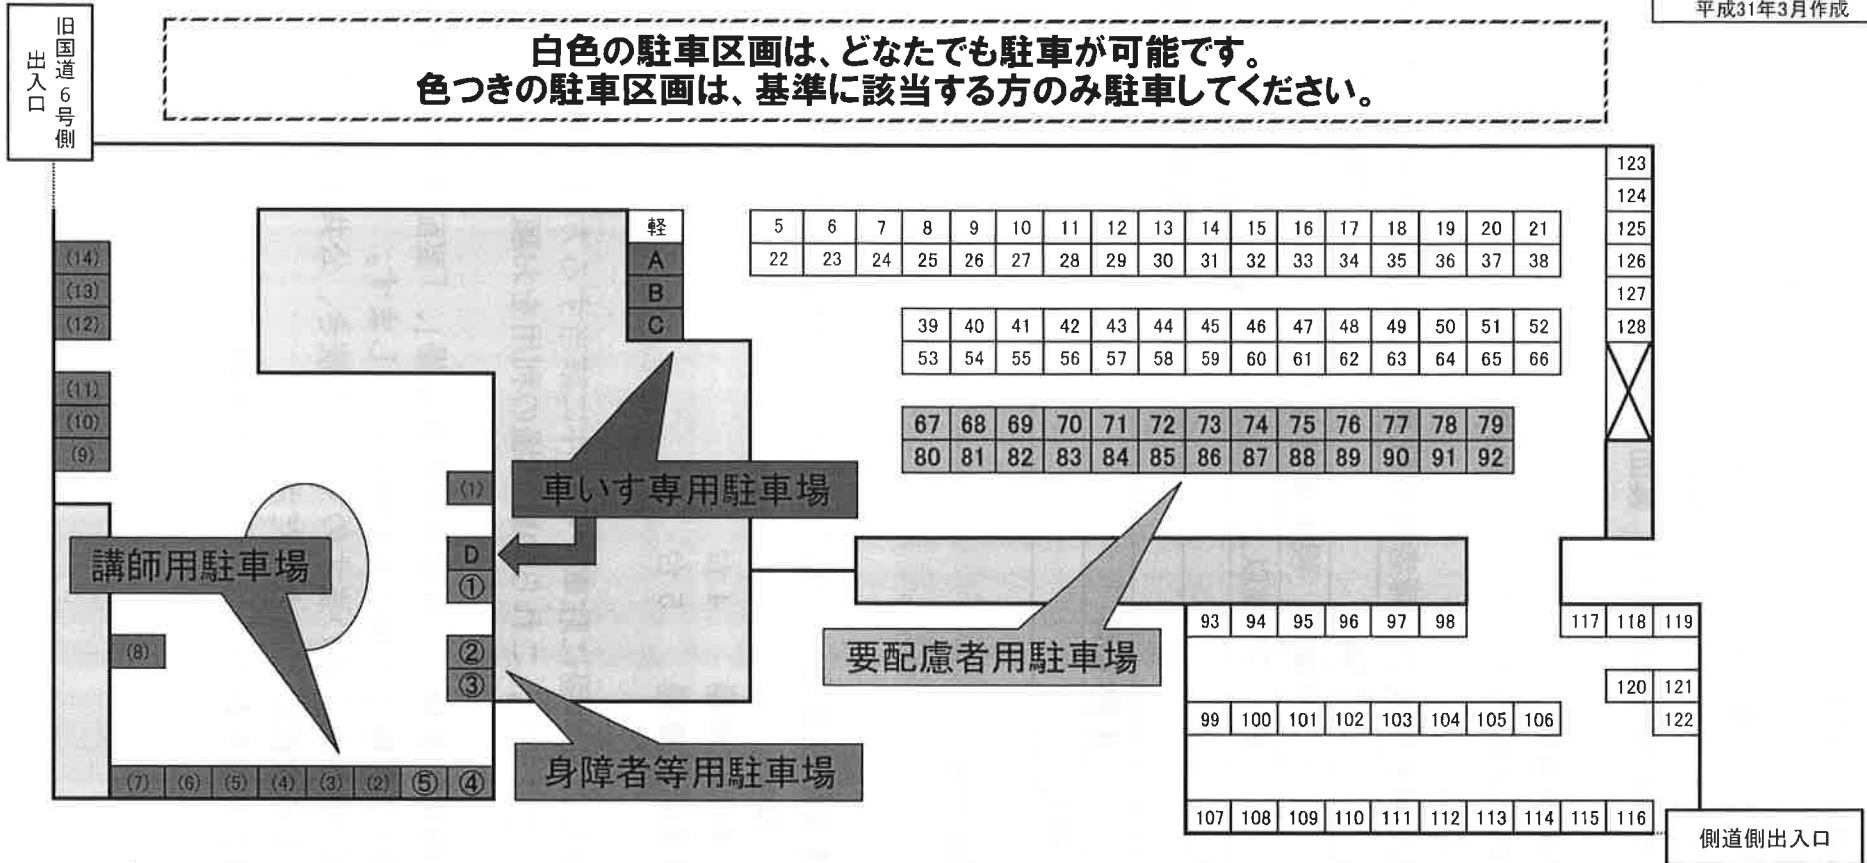 平成31年3月作成
旧国道6号側
出入口
白色の駐車区画は、どなたでも駐車が可能です。
色つきの駐車区画は、基準に該当する方のみ駐車してください。
123
124
125
126
127
128
軽
A
B
C
5 6 7 8 9 10 11 12 13 14 15 16 17 18 19 20 21
22 23 24 25 26 27 28 29 30 31 32 33 34 35 36 37 38
39 40 41 42 43 44 45 46 47 48 49 50 51 52
53 54 55 56 57 58 59 60 61 62 63 64 65 66
67 68 69 70 71 72 73 74 75 76 77 78 79
80 81 82 83 84 85 86 87 88 89 90 91 92
(14)
(13)
(12)
(11)
(10)
(9)
(1)
車いす専用駐車場
D
①
講師用駐車場
(8)
②
③
要配慮者用駐車場
93 94 95 96 97 98
117 118 119
120 121
122
99 100 101 102 103 104 105 106
身障者等用駐車場
(7) (6) (5) (4) (3) (2) ⑤ ④
107 108 109 110 111 112 113 114 115 116
側道側出入口